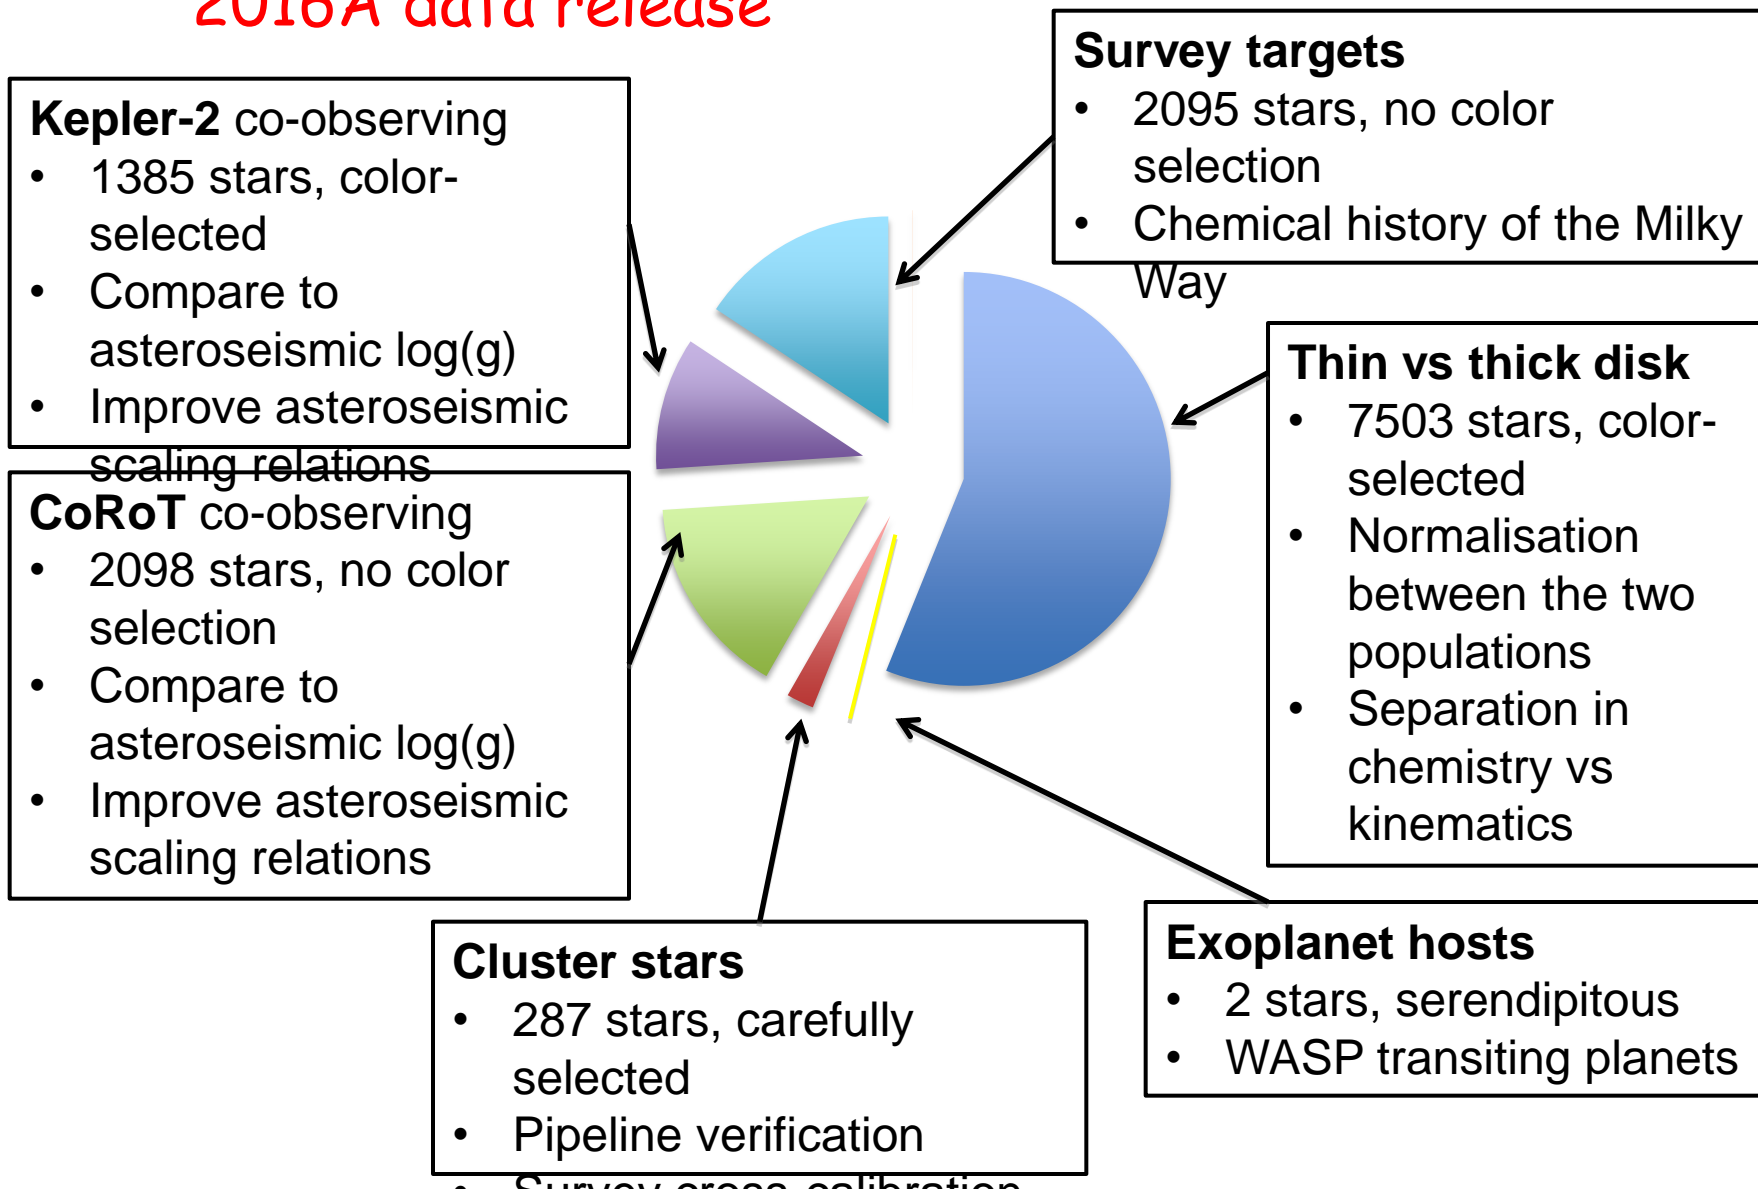 2016A data release
Kepler-2 co-observing
• 1385 stars, color-
selected
• Compare to
asteroseismic log(g)
• Improve asteroseismic
scaling relations
CoRoT co-observing
• 2098 stars, no color
selection
• Compare to
asteroseismic log(g)
• Improve asteroseismic
scaling relations
Survey targets
• 2095 stars, no color
selection
• Chemical history of the Milky
Way
Thin vs thick disk
• 7503 stars, color-
selected
• Normalisation
between the two
populations
• Separation in
chemistry vs
kinematics
Cluster stars
• 287 stars, carefully
selected
• Pipeline verification
• Survey cross-calibration
Exoplanet hosts
• 2 stars, serendipitous
• WASP transiting planets